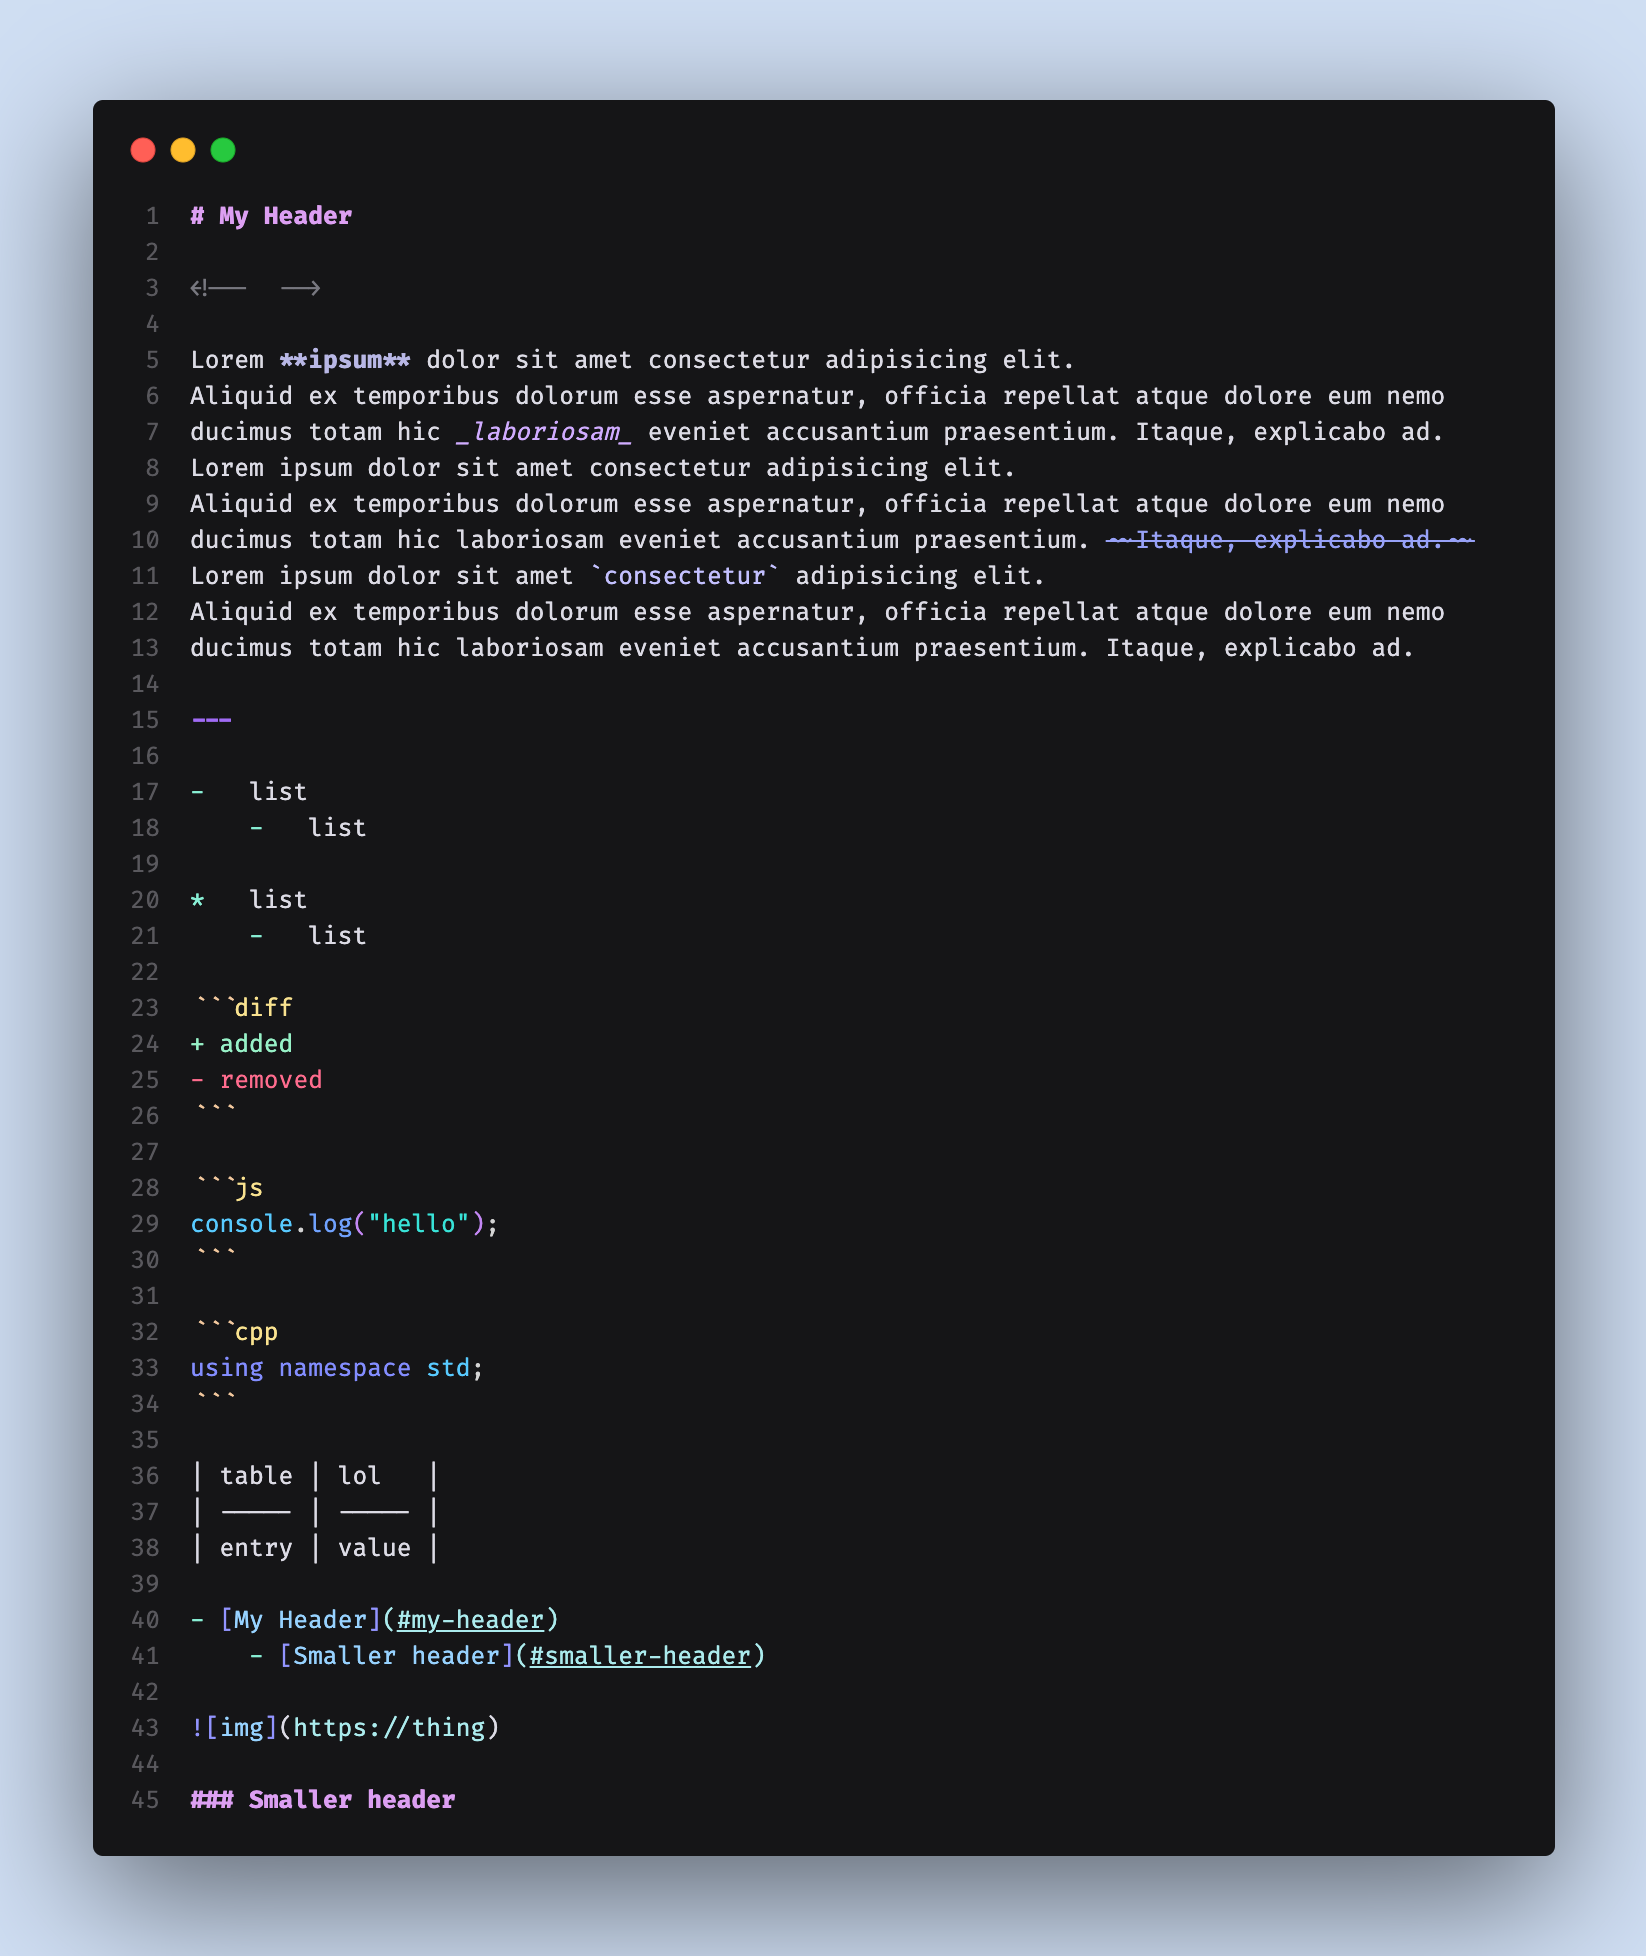 1 # My Header
2
3 <!--  -->
4
5 Lorem **ipsum** dolor sit amet consectetur adipisicing elit.
6 Aliquid ex temporibus dolorum esse aspernatur, officia repellat atque dolore eum nemo
7 ducimus totam hic _laboriosam_ eveniet accusantium praesentium. Itaque, explicabo ad.
8 Lorem ipsum dolor sit amet consectetur adipisicing elit.
9 Aliquid ex temporibus dolorum esse aspernatur, officia repellat atque dolore eum nemo
10 ducimus totam hic laboriosam eveniet accusantium praesentium. ~~Itaque, explicabo ad.~~
11 Lorem ipsum dolor sit amet `consectetur` adipisicing elit.
12 Aliquid ex temporibus dolorum esse aspernatur, officia repellat atque dolore eum nemo
13 ducimus totam hic laboriosam eveniet accusantium praesentium. Itaque, explicabo ad.
14
15 ---
16
17 -   list
18     -   list
19
20 *   list
21     -   list
22
23 ```diff
24 + added
25 - removed
26 ```
27
28 ```js
29 console.log("hello");
30 ```
31
32 ```cpp
33 using namespace std;
34 ```
35
36 | table | lol   |
37 | ----- | ----- |
38 | entry | value |
39
40 - [My Header](#my-header)
41     - [Smaller header](#smaller-header)
42
43 ![img](https://thing)
44
45 ### Smaller header